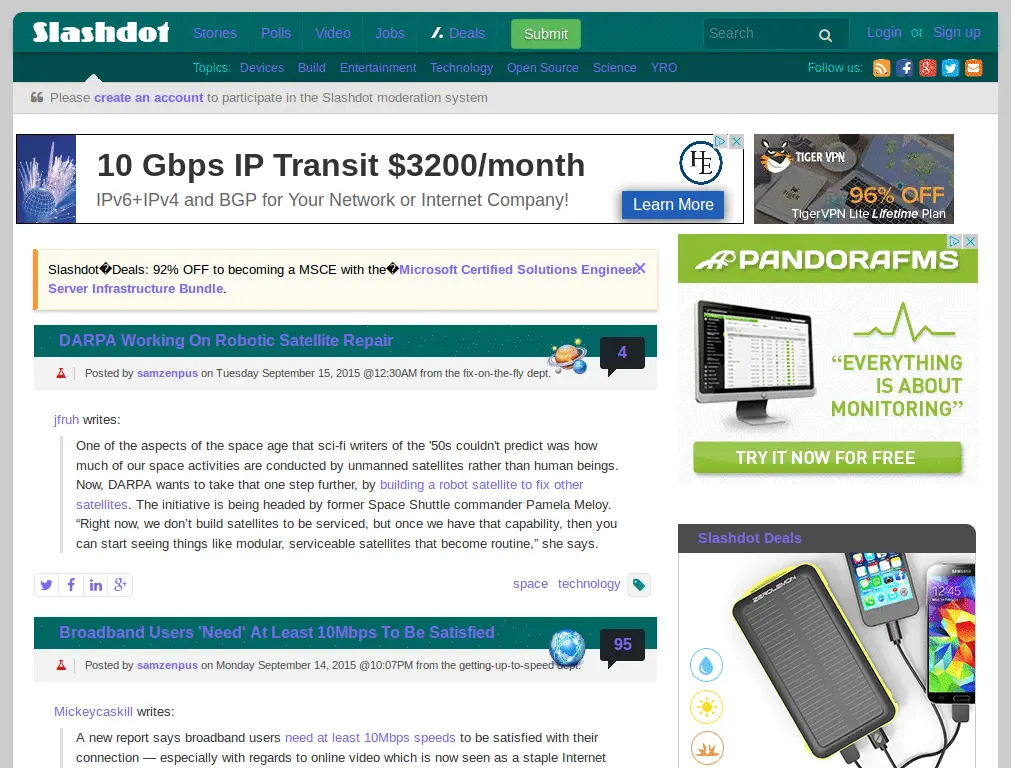 Slashdot
Stories Polls Video Jobs Deals Submit Search Login or Sign up
Topics: Devices Build Entertainment Technology Open Source Science YRO Follow us:
Please create an account to participate in the Slashdot moderation system
10 Gbps IP Transit $3200/month
IPv6+IPv4 and BGP for Your Network or Internet Company!
HE
Learn More
TIGER VPN
96% OFF
TigerVPN Lite Lifetime Plan
Slashdot�Deals: 92% OFF to becoming a MSCE with the�Microsoft Certified Solutions Engineer
Server Infrastructure Bundle.
PANDORAFMS
“EVERYTHING
IS ABOUT
MONITORING”
TRY IT NOW FOR FREE
DARPA Working On Robotic Satellite Repair
4
Posted by samzenpus on Tuesday September 15, 2015 @12:30AM from the fix-on-the-fly dept.
jfruh writes:
One of the aspects of the space age that sci-fi writers of the '50s couldn't predict was how
much of our space activities are conducted by unmanned satellites rather than human beings.
Now, DARPA wants to take that one step further, by building a robot satellite to fix other
satellites. The initiative is being headed by former Space Shuttle commander Pamela Meloy.
“Right now, we don’t build satellites to be serviced, but once we have that capability, then you
can start seeing things like modular, serviceable satellites that become routine,” she says.
space technology
Slashdot Deals
ZEROLEMON
SAMSUNG
12:45
Broadband Users 'Need' At Least 10Mbps To Be Satisfied
95
Posted by samzenpus on Monday September 14, 2015 @10:07PM from the getting-up-to-speed dept.
Mickeycaskill writes:
A new report says broadband users need at least 10Mbps speeds to be satisfied with their
connection — especially with regards to online video which is now seen as a staple Internet